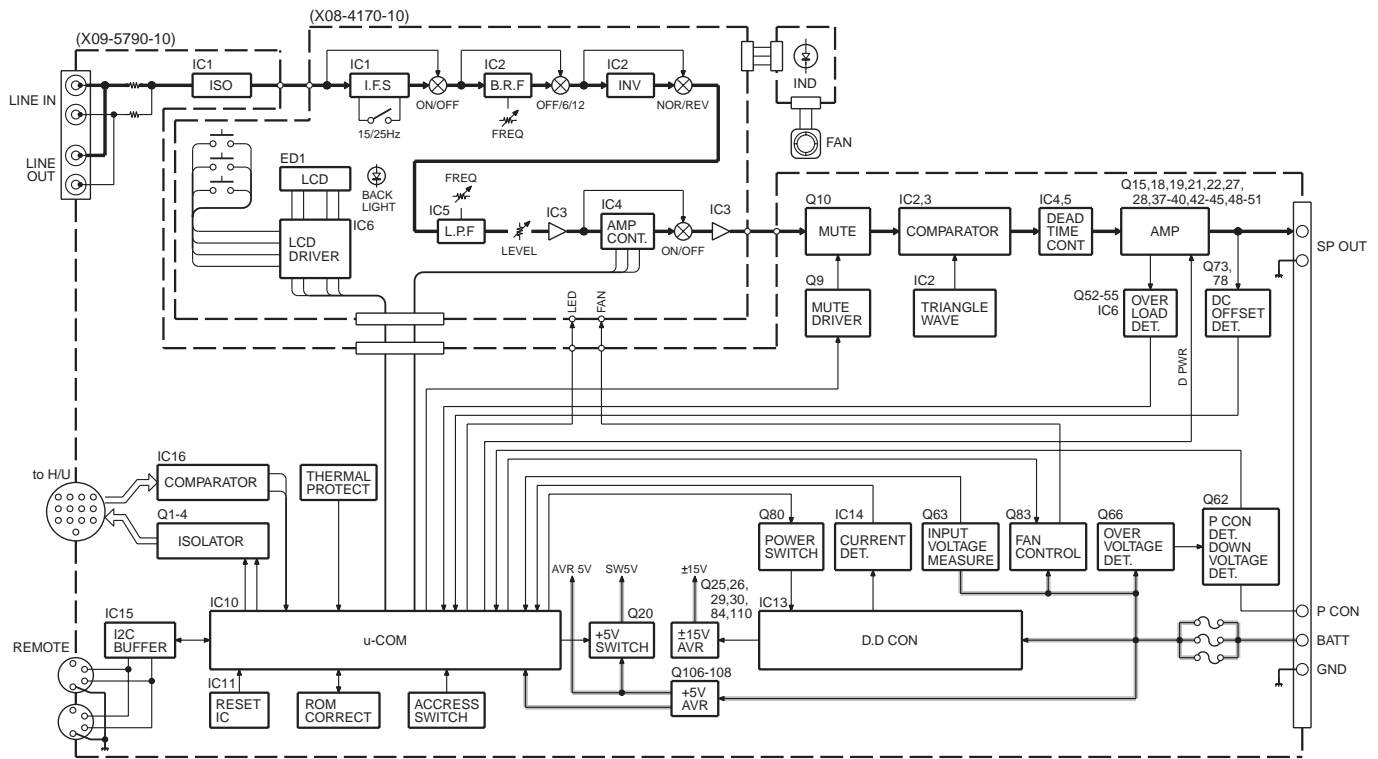 (X09-5790-10)
(X08-4170-10)
LINE IN
LINE
OUT
IC1
ISO
IC1
I.F.S
15/25Hz
ON/OFF
IC2
B.R.F
FREQ
OFF/6/12
IC2
INV
NOR/REV
IND
FAN
ED1
LCD
BACK
LIGHT
IC6
LCD
DRIVER
FREQ
IC5
L.P.F
LEVEL
IC3
IC4
AMP
CONT.
ON/OFF
IC3
LED
FAN
Q10
MUTE
Q9
MUTE
DRIVER
IC2,3
COMPARATOR
IC2
TRIANGLE
WAVE
IC4,5
DEAD
TIME
CONT
Q15,18,19,21,22,27,
28,37-40,42-45,48-51
AMP
Q52-55
IC6
OVER
LOAD
DET.
D PWR
Q73,
78
DC
OFFSET
DET.
SP OUT
to H/U
IC16
COMPARATOR
Q1-4
ISOLATOR
THERMAL
PROTECT
IC15
I2C
BUFFER
REMOTE
IC10
u-COM
IC11
RESET
IC
ROM
CORRECT
ACCRESS
SWITCH
AVR 5V
SW5V
Q20
+5V
SWITCH
±15V
Q25,26,
29,30,
84,110
±15V
AVR
Q106-108
+5V
AVR
Q80
POWER
SWITCH
IC14
CURRENT
DET.
Q63
INPUT
VOLTAGE
MEASURE
Q83
FAN
CONTROL
Q66
OVER
VOLTAGE
DET.
Q62
P CON
DET.
DOWN
VOLTAGE
DET.
IC13
D.D CON
P CON
BATT
GND